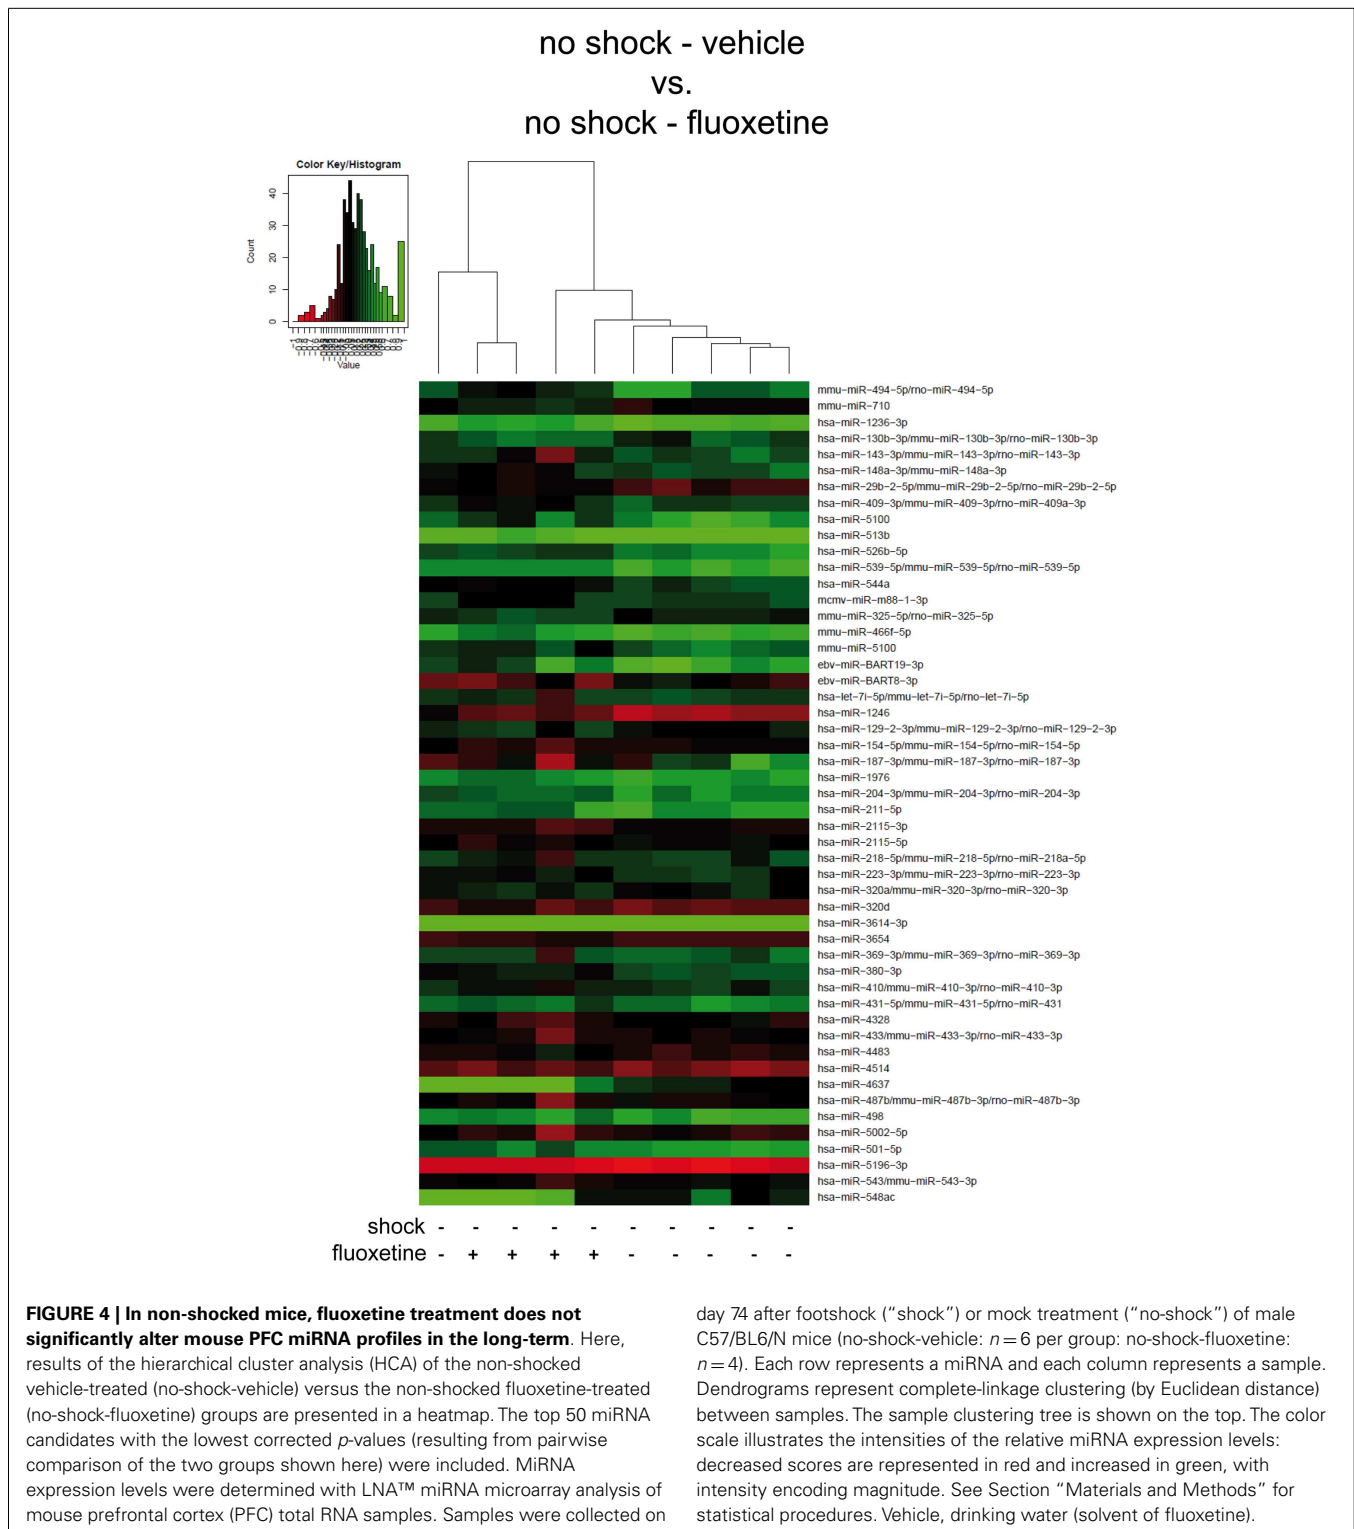 no shock - vehicle
vs.
no shock - fluoxetine
Color Key/Histogram
Count
0
10
20
30
40
Value
mmu−miR−494−5p/rno−miR−494−5p
mmu−miR−710
hsa−miR−1236−3p
hsa−miR−130b−3p/mmu−miR−130b−3p/rno−miR−130b−3p
hsa−miR−143−3p/mmu−miR−143−3p/rno−miR−143−3p
hsa−miR−148a−3p/mmu−miR−148a−3p
hsa−miR−29b−2−5p/mmu−miR−29b−2−5p/rno−miR−29b−2−5p
hsa−miR−409−3p/mmu−miR−409−3p/rno−miR−409a−3p
hsa−miR−5100
hsa−miR−513b
hsa−miR−526b−5p
hsa−miR−539−5p/mmu−miR−539−5p/rno−miR−539−5p
hsa−miR−544a
mcmv−miR−m88−1−3p
mmu−miR−325−5p/rno−miR−325−5p
mmu−miR−466f−5p
mmu−miR−5100
ebv−miR−BART19−3p
ebv−miR−BART8−3p
hsa−let−7i−5p/mmu−let−7i−5p/rno−let−7i−5p
hsa−miR−1246
hsa−miR−129−2−3p/mmu−miR−129−2−3p/rno−miR−129−2−3p
hsa−miR−154−5p/mmu−miR−154−5p/rno−miR−154−5p
hsa−miR−187−3p/mmu−miR−187−3p/rno−miR−187−3p
hsa−miR−1976
hsa−miR−204−3p/mmu−miR−204−3p/rno−miR−204−3p
hsa−miR−211−5p
hsa−miR−2115−3p
hsa−miR−2115−5p
hsa−miR−218−5p/mmu−miR−218−5p/rno−miR−218a−5p
hsa−miR−223−3p/mmu−miR−223−3p/rno−miR−223−3p
hsa−miR−320a/mmu−miR−320−3p/rno−miR−320−3p
hsa−miR−320d
hsa−miR−3614−3p
hsa−miR−3654
hsa−miR−369−3p/mmu−miR−369−3p/rno−miR−369−3p
hsa−miR−380−3p
hsa−miR−410/mmu−miR−410−3p/rno−miR−410−3p
hsa−miR−431−5p/mmu−miR−431−5p/rno−miR−431
hsa−miR−4328
hsa−miR−433/mmu−miR−433−3p/rno−miR−433−3p
hsa−miR−4483
hsa−miR−4514
hsa−miR−4637
hsa−miR−487b/mmu−miR−487b−3p/rno−miR−487b−3p
hsa−miR−498
hsa−miR−5002−5p
hsa−miR−501−5p
hsa−miR−5196−3p
hsa−miR−543/mmu−miR−543−3p
hsa−miR−548ac
shock - - - - - - - - - -
fluoxetine - + + + + - - - - -
FIGURE 4 | In non-shocked mice, fluoxetine treatment does not
significantly alter mouse PFC miRNA profiles in the long-term. Here,
results of the hierarchical cluster analysis (HCA) of the non-shocked
vehicle-treated (no-shock-vehicle) versus the non-shocked fluoxetine-treated
(no-shock-fluoxetine) groups are presented in a heatmap. The top 50 miRNA
candidates with the lowest corrected p-values (resulting from pairwise
comparison of the two groups shown here) were included. MiRNA
expression levels were determined with LNA™ miRNA microarray analysis of
mouse prefrontal cortex (PFC) total RNA samples. Samples were collected on
day 74 after footshock (“shock”) or mock treatment (“no-shock”) of male
C57/BL6/N mice (no-shock-vehicle: n = 6 per group: no-shock-fluoxetine:
n = 4). Each row represents a miRNA and each column represents a sample.
Dendrograms represent complete-linkage clustering (by Euclidean distance)
between samples. The sample clustering tree is shown on the top. The color
scale illustrates the intensities of the relative miRNA expression levels:
decreased scores are represented in red and increased in green, with
intensity encoding magnitude. See Section “Materials and Methods” for
statistical procedures. Vehicle, drinking water (solvent of fluoxetine).